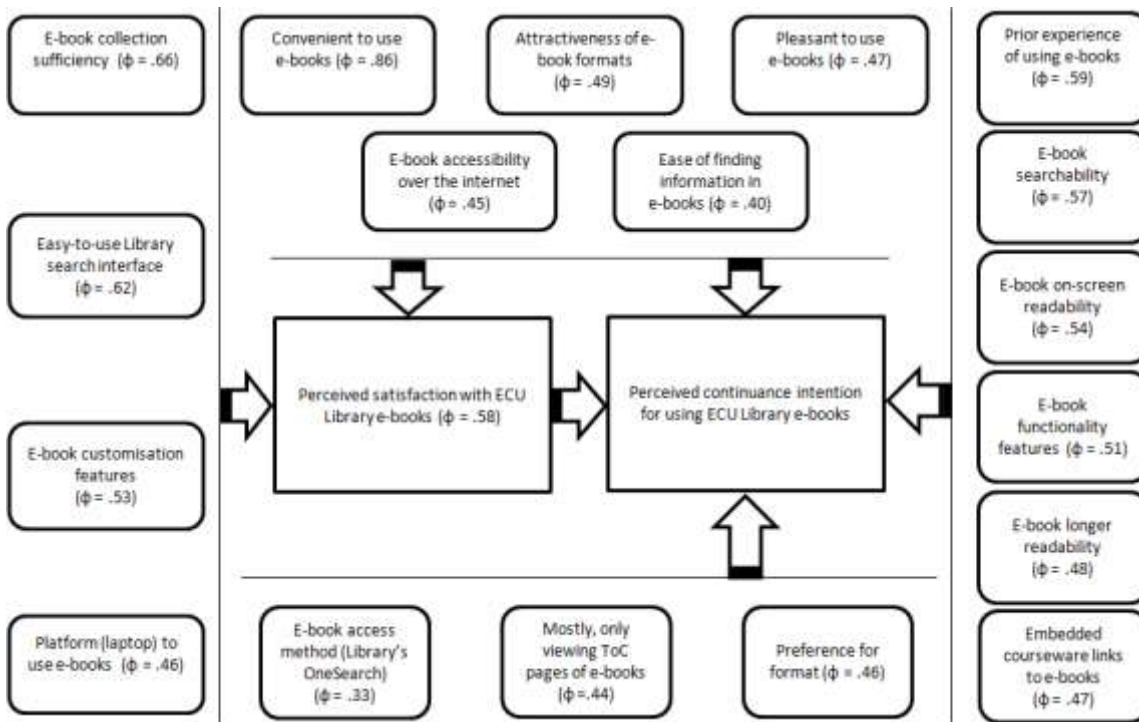 E-book collection
sufficiency (ϕ = .66)
Convenient to use
e-books (ϕ = .86)
Attractiveness of e-
book formats
(ϕ = .49)
Pleasant to use
e-books (ϕ = .47)
Prior experience
of using e-books
(ϕ = .59)
E-book accessibility
over the internet
(ϕ = .45)
Ease of finding
information in
e-books (ϕ = .40)
E-book
searchability
(ϕ = .57)
Easy-to-use Library
search interface
(ϕ = .62)
E-book on-screen
readability
(ϕ = .54)
Perceived satisfaction with ECU
Library e-books (ϕ = .58)
Perceived continuance intention
for using ECU Library e-books
E-book
functionality
features (ϕ = .51)
E-book customisation
features
(ϕ = .53)
E-book longer
readability
(ϕ = .48)
Platform (laptop) to
use e-books (ϕ = .46)
E-book access
method (Library's
OneSearch)
(ϕ = .33)
Mostly, only
viewing ToC
pages of e-books
(ϕ =.44)
Preference for
format (ϕ = .46)
Embedded
courseware links
to e-books
(ϕ = .47)